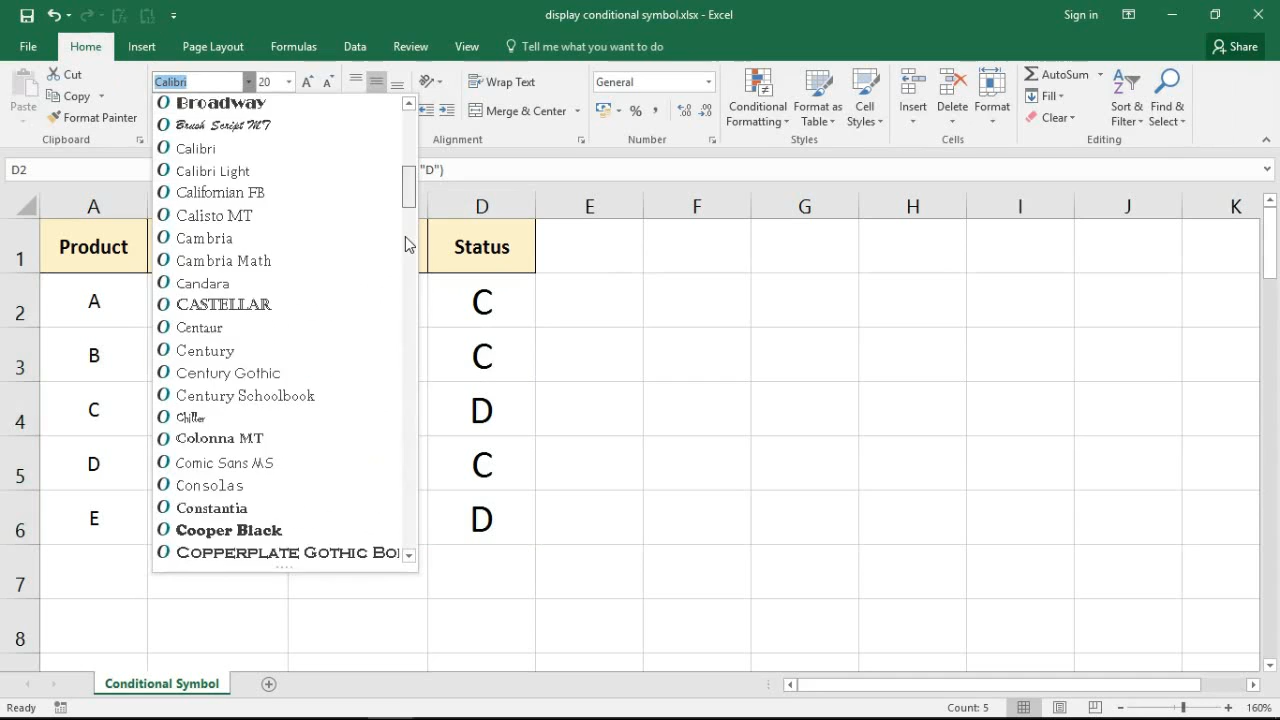 display conditional symbol.xlsx - Excel
Sign in
File Home Insert Page Layout Formulas Data Review View Tell me what you want to do Share
Paste
Cut
Copy
Format Painter
Clipboard
Calibri 20
Wrap Text
Merge & Center
Alignment
General
Number
Conditional Formatting
Format as Table
Cell Styles
Styles
Insert
Delete
Format
Cells
AutoSum
Fill
Clear
Sort & Filter
Find & Select
Editing
D2 "D")
Broadway
Brush Script MT
Calibri
Calibri Light
Californian FB
Calisto MT
Cambria
Cambria Math
Candara
CASTELLAR
Centaur
Century
Century Gothic
Century Schoolbook
Chiller
Colonna MT
Comic Sans MS
Consolas
Constantia
Cooper Black
Copperplate Gothic Bo
A D E F G H I J K
1 Product Status
2 A C
3 B C
4 C D
5 D C
6 E D
7
8
Conditional Symbol
Ready Count: 5 160%